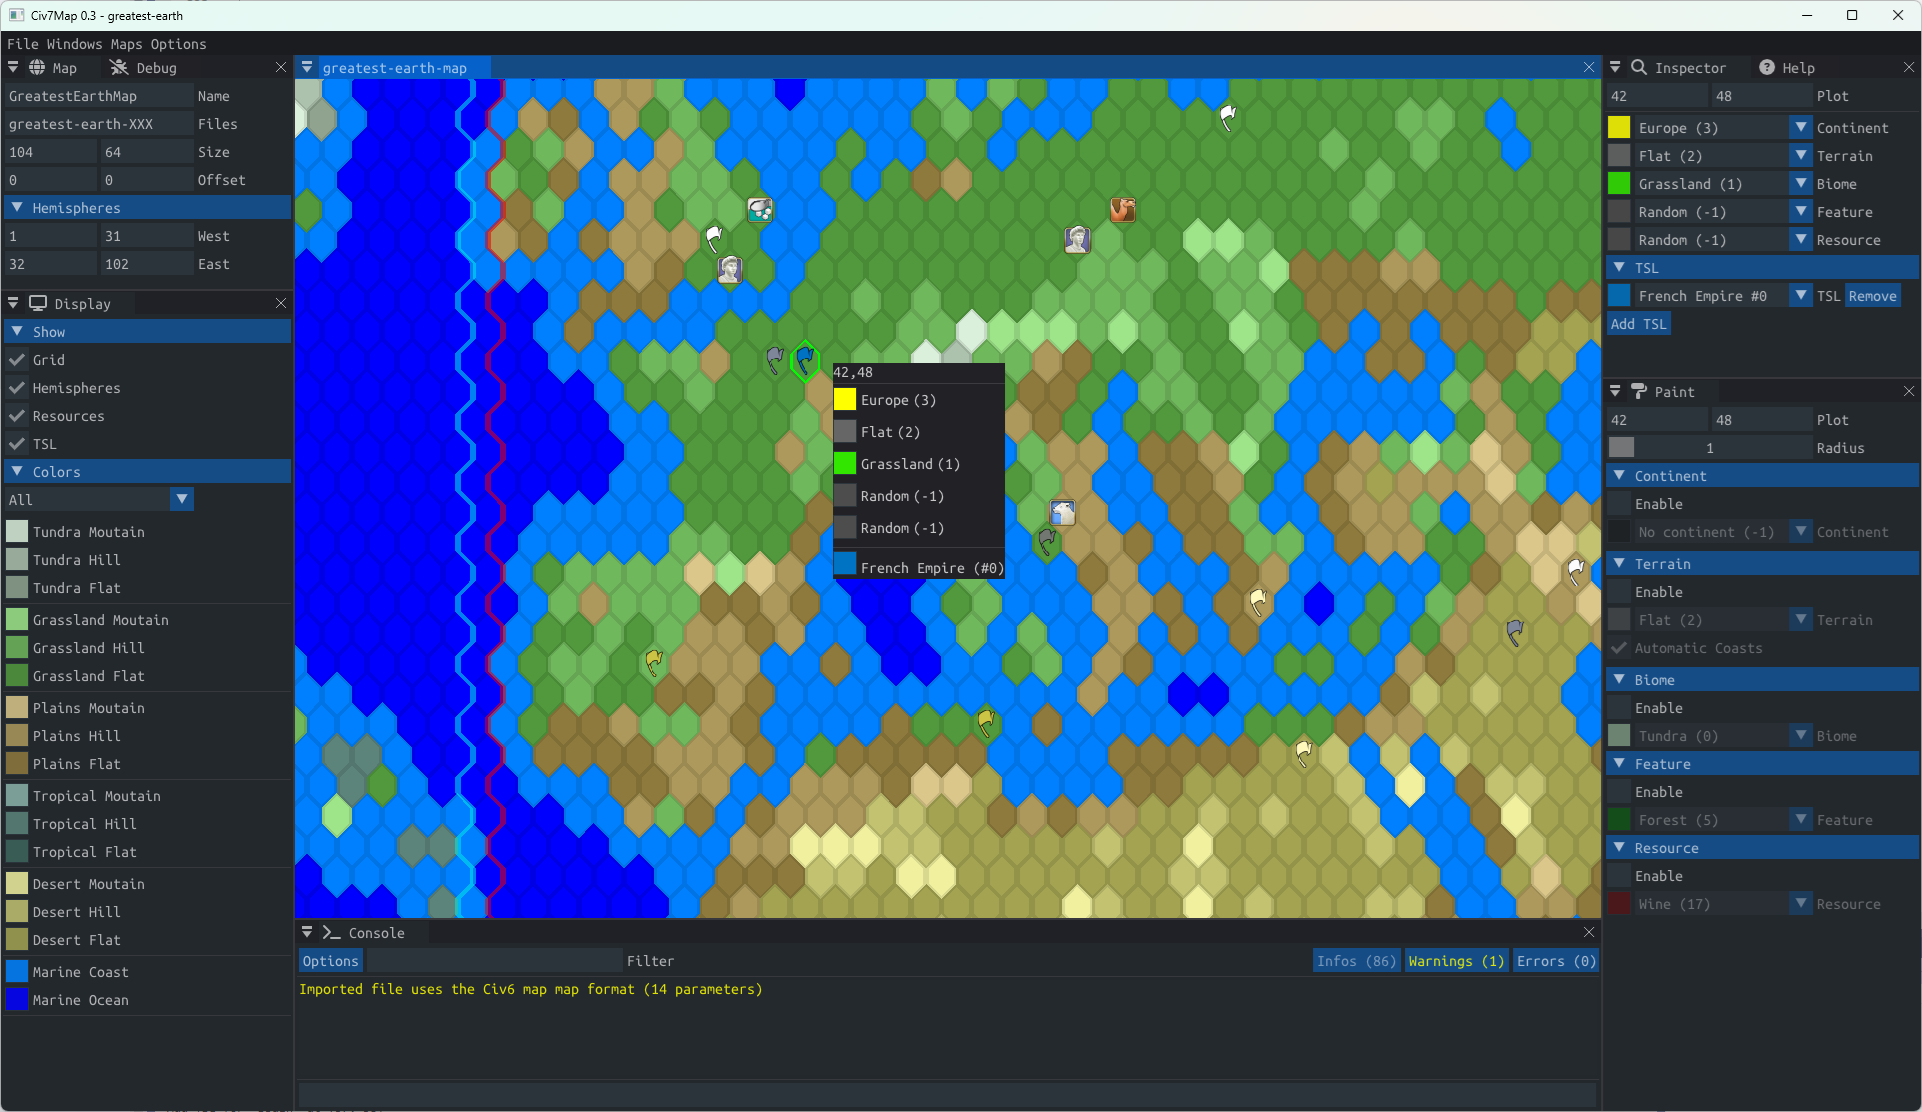 Civ7Map 0.3 - greatest-earth
File Windows Maps Options
Map Debug
GreatestEarthMap Name
greatest-earth-XXX Files
104 64 Size
0 0 Offset
Hemispheres
1 31 West
32 102 East
Display
Show
Grid
Hemispheres
Resources
TSL
Colors
All
Tundra Moutain
Tundra Hill
Tundra Flat
Grassland Moutain
Grassland Hill
Grassland Flat
Plains Moutain
Plains Hill
Plains Flat
Tropical Moutain
Tropical Hill
Tropical Flat
Desert Moutain
Desert Hill
Desert Flat
Marine Coast
Marine Ocean
greatest-earth-map
42,48
Europe (3)
Flat (2)
Grassland (1)
Random (-1)
Random (-1)
French Empire (#0)
Console
Options Filter Infos (86) Warnings (1) Errors (0)
Imported file uses the Civ6 map map format (14 parameters)
Inspector Help
42 48 Plot
Europe (3) Continent
Flat (2) Terrain
Grassland (1) Biome
Random (-1) Feature
Random (-1) Resource
TSL
French Empire #0 TSL Remove
Add TSL
Paint
42 48 Plot
1 Radius
Continent
Enable
No continent (-1) Continent
Terrain
Enable
Flat (2) Terrain
Automatic Coasts
Biome
Enable
Tundra (0) Biome
Feature
Enable
Forest (5) Feature
Resource
Enable
Wine (17) Resource